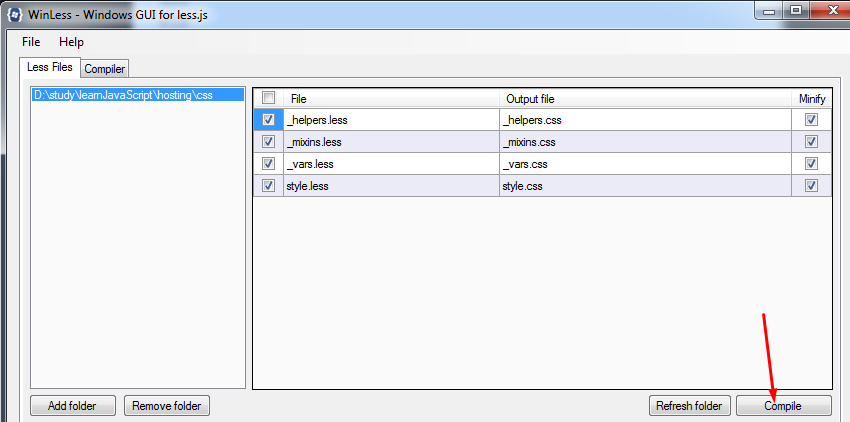 WinLess - Windows GUI for less.js
File Help
Less Files Compiler
D:\study\learnJavaScript\hosting\css
File Output file Minify
_helpers.less _helpers.css
_mixins.less _mixins.css
_vars.less _vars.css
style.less style.css
Add folder Remove folder Refresh folder Compile